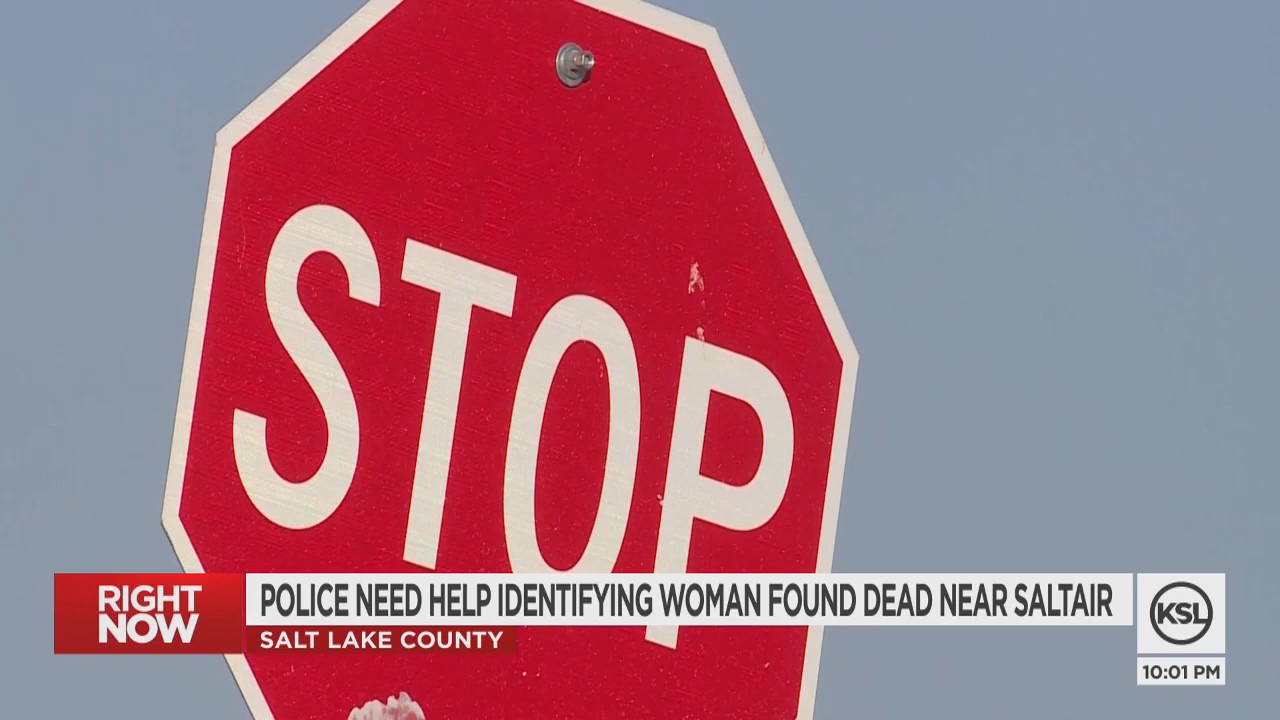 STOP
RIGHT
NOW
POLICE NEED HELP IDENTIFYING WOMAN FOUND DEAD NEAR SALTAIR
SALT LAKE COUNTY
KSL
10:01 PM